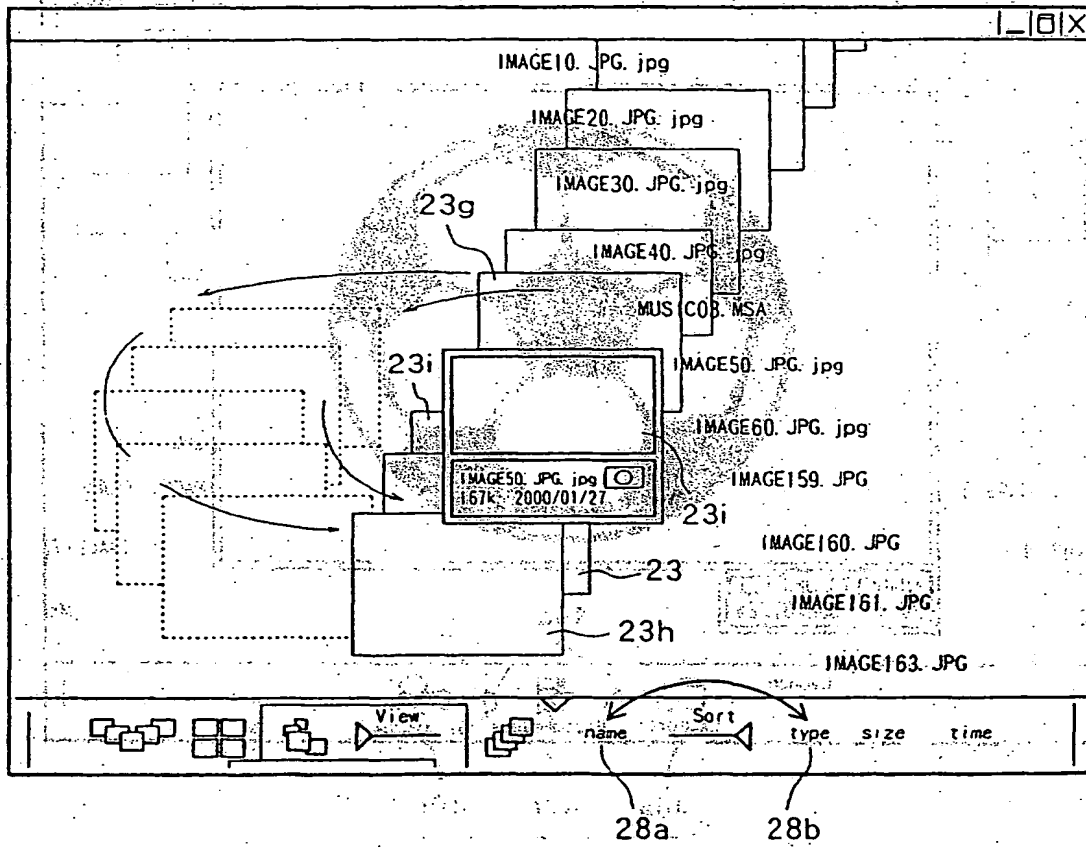 IMAGE10. JPG. jpg
IMAGE20. JPG. jpg
IMAGE30. JPG. jpg
23g
IMAGE40. JPG. jpg
MUSIC03. MSA
23i
IMAGE50. JPG. jpg
IMAGE60. JPG. jpg
IMAGE50. JPG. jpg
167k 2000/01/27
IMAGE159. JPG
23i
IMAGE160. JPG
23
IMAGE161. JPG
23h
IMAGE163. JPG
View
name
Sort
type size time
28a 28b